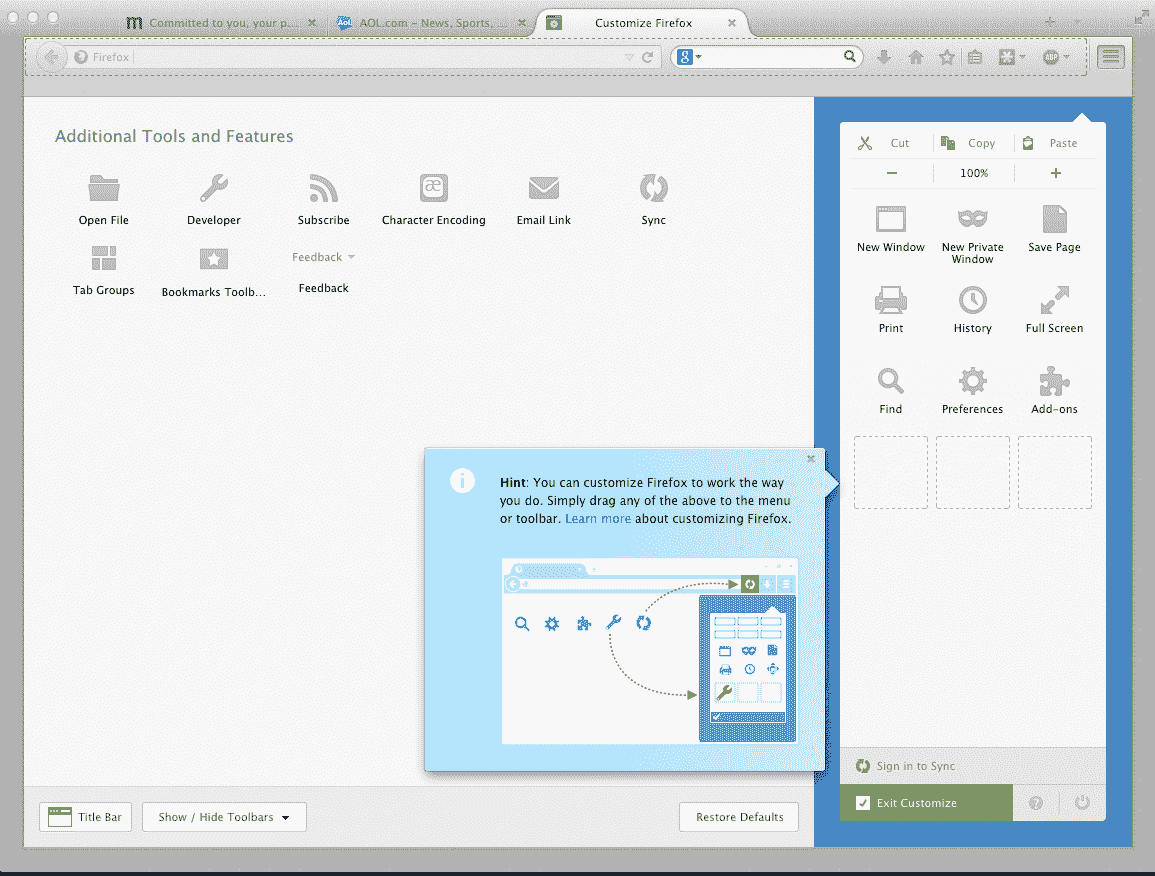 Committed to you, your p...
AOL.com – News, Sports, ...
Customize Firefox
Firefox
8
ABP
Additional Tools and Features
Open File
Developer
Subscribe
æ
Character Encoding
Email Link
Sync
Tab Groups
Bookmarks Toolb...
Feedback
Feedback
Cut
Copy
Paste
100%
New Window
New Private
Window
Save Page
Print
History
Full Screen
Find
Preferences
Add-ons
Hint: You can customize Firefox to work the way
you do. Simply drag any of the above to the menu
or toolbar. Learn more about customizing Firefox.
Sign in to Sync
Exit Customize
Title Bar
Show / Hide Toolbars
Restore Defaults